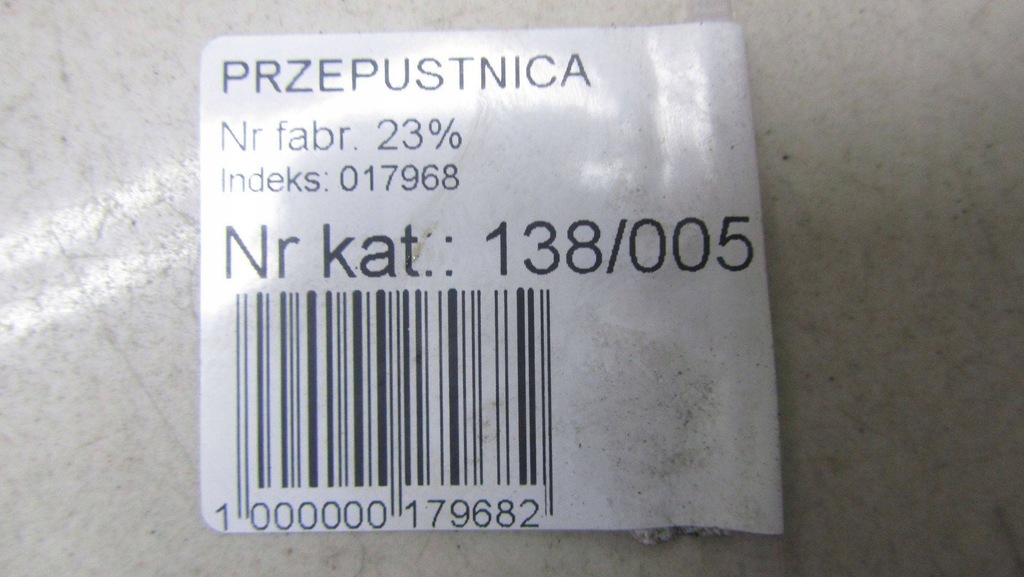 PRZEPUSTNICA
Nr fabr. 23%
Indeks: 017968
Nr kat.: 138/005
1 000000 179682